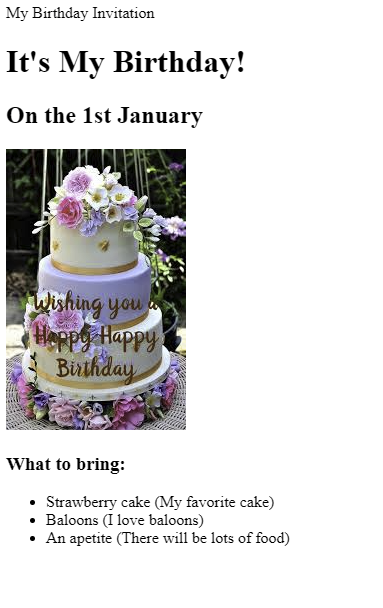 My Birthday Invitation
It's My Birthday!
On the 1st January
Wishing you a
Happy Happy
Birthday
What to bring:
Strawberry cake (My favorite cake)
Baloons (I love baloons)
An apetite (There will be lots of food)